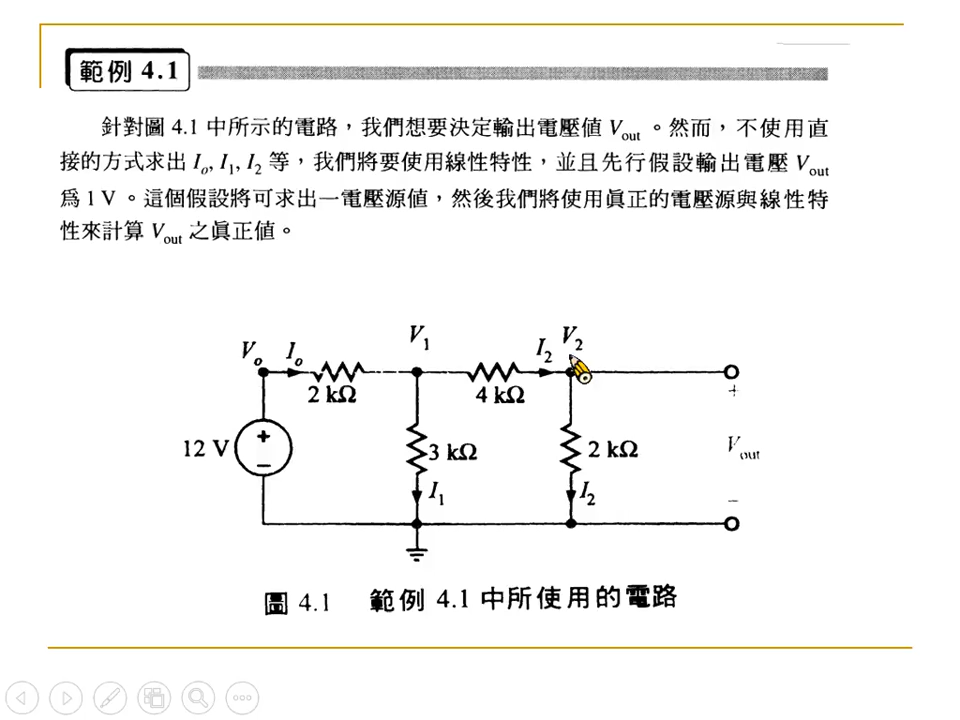 範例 4.1
針對圖 4.1 中所示的電路，我們想要決定輸出電壓值 Vout 。然而，不使用直
接的方式求出 Io, I1, I2 等，我們將要使用線性特性，並且先行假設輸出電壓 Vout
為 1 V 。這個假設將可求出一電壓源值，然後我們將使用眞正的電壓源與線性特
性來計算 Vout 之眞正值。
Vo Io V1 I2 V2
2 kΩ 4 kΩ +
12 V + − 3 kΩ 2 kΩ Vout
I1 I2 −
圖 4.1 範例 4.1 中所使用的電路